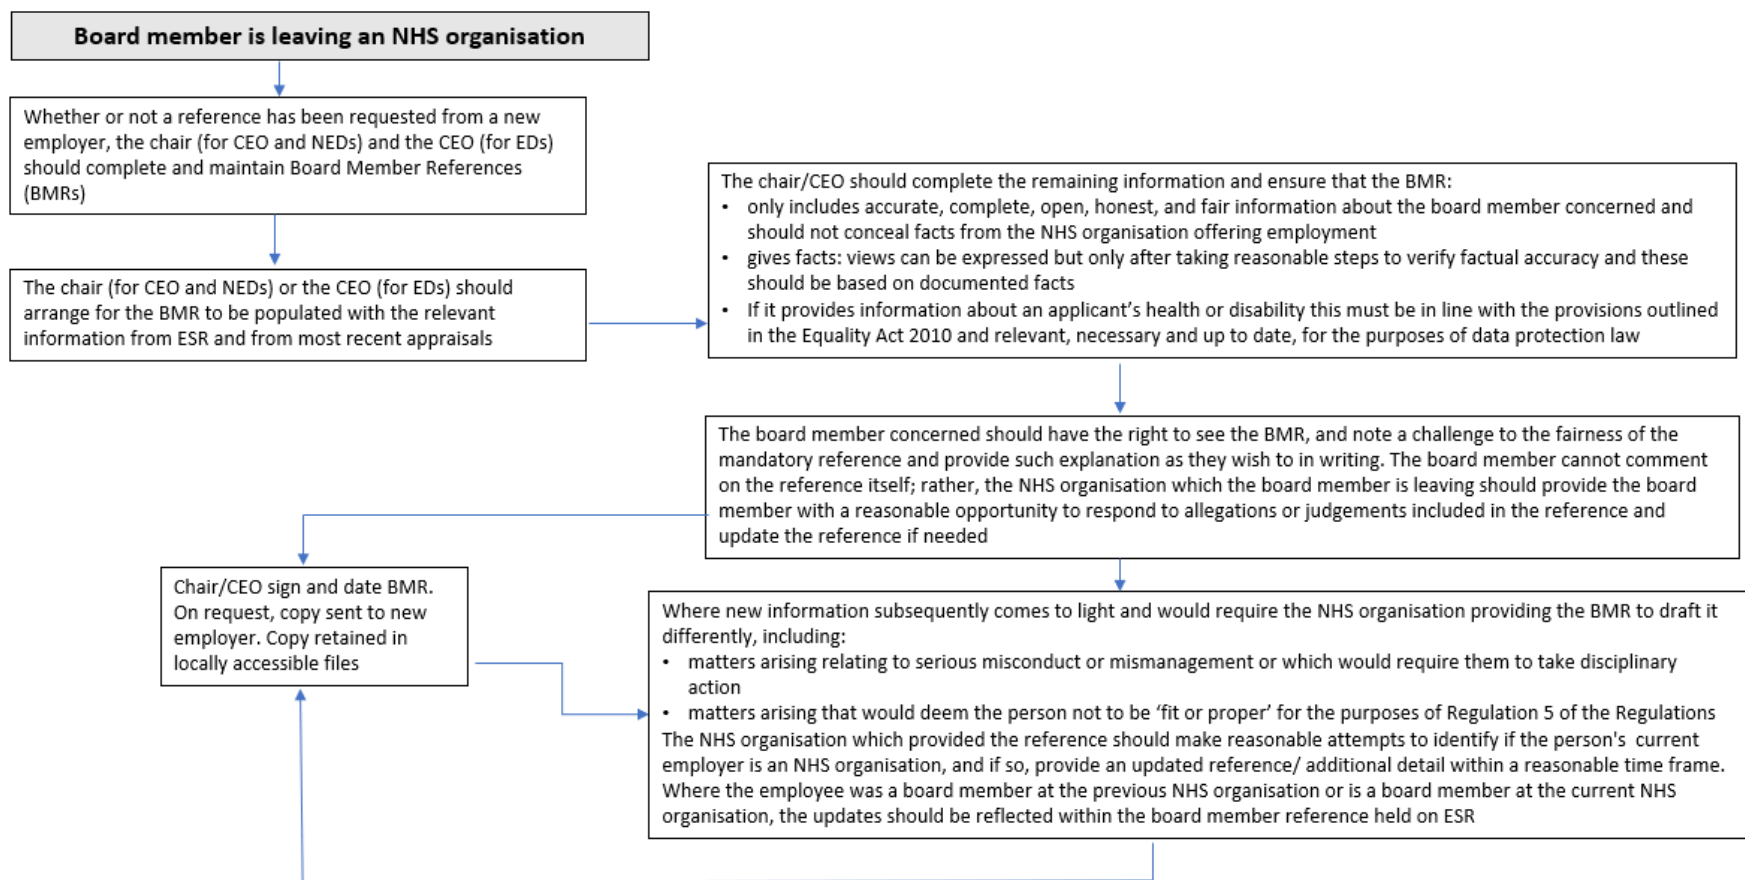 Board member is leaving an NHS organisation
Whether or not a reference has been requested from a new
employer, the chair (for CEO and NEDs) and the CEO (for EDs)
should complete and maintain Board Member References
(BMRs)
The chair (for CEO and NEDs) or the CEO (for EDs) should
arrange for the BMR to be populated with the relevant
information from ESR and from most recent appraisals
The chair/CEO should complete the remaining information and ensure that the BMR:
• only includes accurate, complete, open, honest, and fair information about the board member concerned and
should not conceal facts from the NHS organisation offering employment
• gives facts: views can be expressed but only after taking reasonable steps to verify factual accuracy and these
should be based on documented facts
• If it provides information about an applicant's health or disability this must be in line with the provisions outlined
in the Equality Act 2010 and relevant, necessary and up to date, for the purposes of data protection law
The board member concerned should have the right to see the BMR, and note a challenge to the fairness of the
mandatory reference and provide such explanation as they wish to in writing. The board member cannot comment
on the reference itself; rather, the NHS organisation which the board member is leaving should provide the board
member with a reasonable opportunity to respond to allegations or judgements included in the reference and
update the reference if needed
Chair/CEO sign and date BMR.
On request, copy sent to new
employer. Copy retained in
locally accessible files
Where new information subsequently comes to light and would require the NHS organisation providing the BMR to draft it
differently, including:
• matters arising relating to serious misconduct or mismanagement or which would require them to take disciplinary
action
• matters arising that would deem the person not to be 'fit or proper' for the purposes of Regulation 5 of the Regulations
The NHS organisation which provided the reference should make reasonable attempts to identify if the person's current
employer is an NHS organisation, and if so, provide an updated reference/ additional detail within a reasonable time frame.
Where the employee was a board member at the previous NHS organisation or is a board member at the current NHS
organisation, the updates should be reflected within the board member reference held on ESR